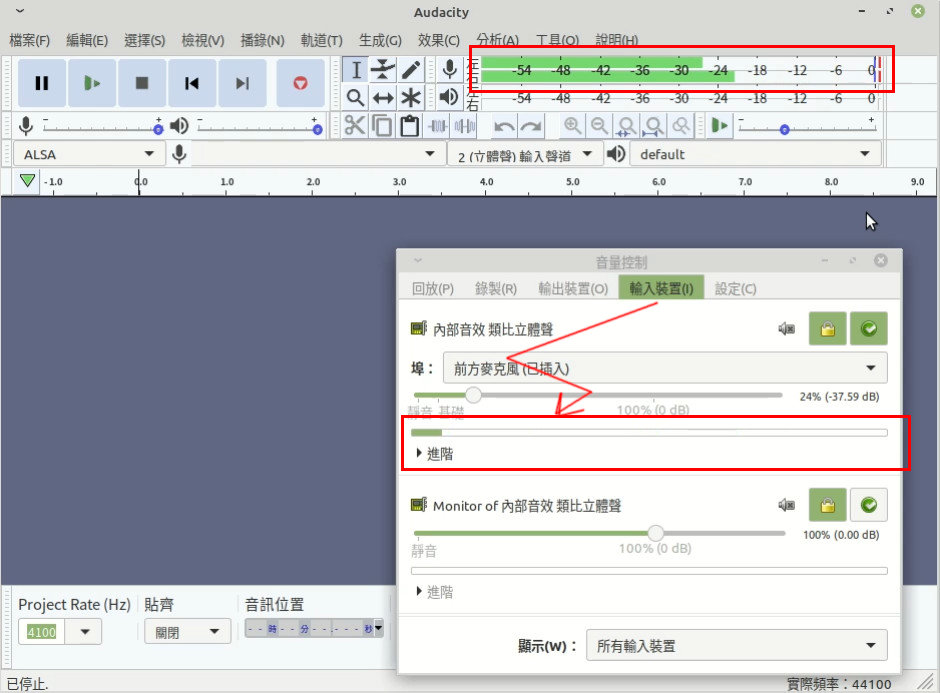 Audacity
檔案(F) 編輯(E) 選擇(S) 檢視(V) 播錄(N) 軌道(T) 生成(G) 效果(C) 分析(A) 工具(O) 說明(H)
左 右 -54 -48 -42 -36 -30 -24 -18 -12 -6 0
左 右 -54 -48 -42 -36 -30 -24 -18 -12 -6 0
ALSA 2 (立體聲) 輸入聲道 default
-1.0 0.0 1.0 2.0 3.0 4.0 5.0 6.0 7.0 8.0 9.0
音量控制
回放(P) 錄製(R) 輸出裝置(O) 輸入裝置(I) 設定(C)
內部音效 類比立體聲
埠： 前方麥克風 (已插入)
24% (-37.59 dB)
靜音 基礎 100% (0 dB)
進階
Monitor of 內部音效 類比立體聲
100% (0.00 dB)
靜音 100% (0 dB)
進階
顯示(W)： 所有輸入裝置
Project Rate (Hz) 貼齊 音訊位置
4100 關閉 - - 時 - - 分 - - . - - - 秒
已停止. 實際頻率：44100